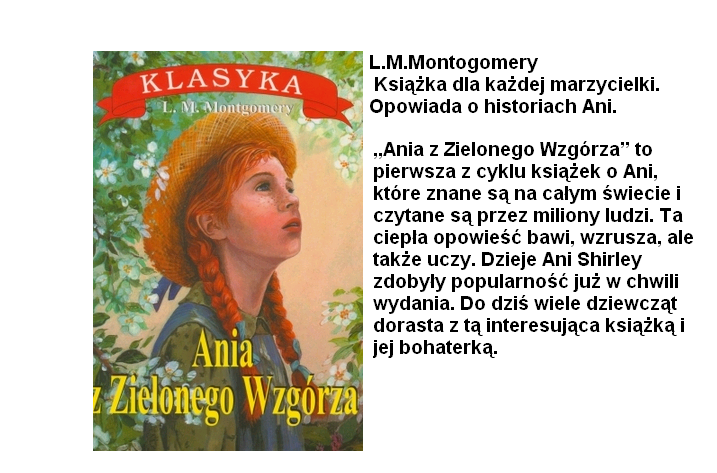 KLASYKA
L. M. Montgomery
Ania
z Zielonego Wzgórza
L.M.Montogomery
Książka dla każdej marzycielki.
Opowiada o historiach Ani.
„Ania z Zielonego Wzgórza” to
pierwsza z cyklu książek o Ani,
które znane są na całym świecie i
czytane są przez miliony ludzi. Ta
ciepła opowieść bawi, wzrusza, ale
także uczy. Dzieje Ani Shirley
zdobyły popularność już w chwili
wydania. Do dziś wiele dziewcząt
dorasta z tą interesująca książką i
jej bohaterką.